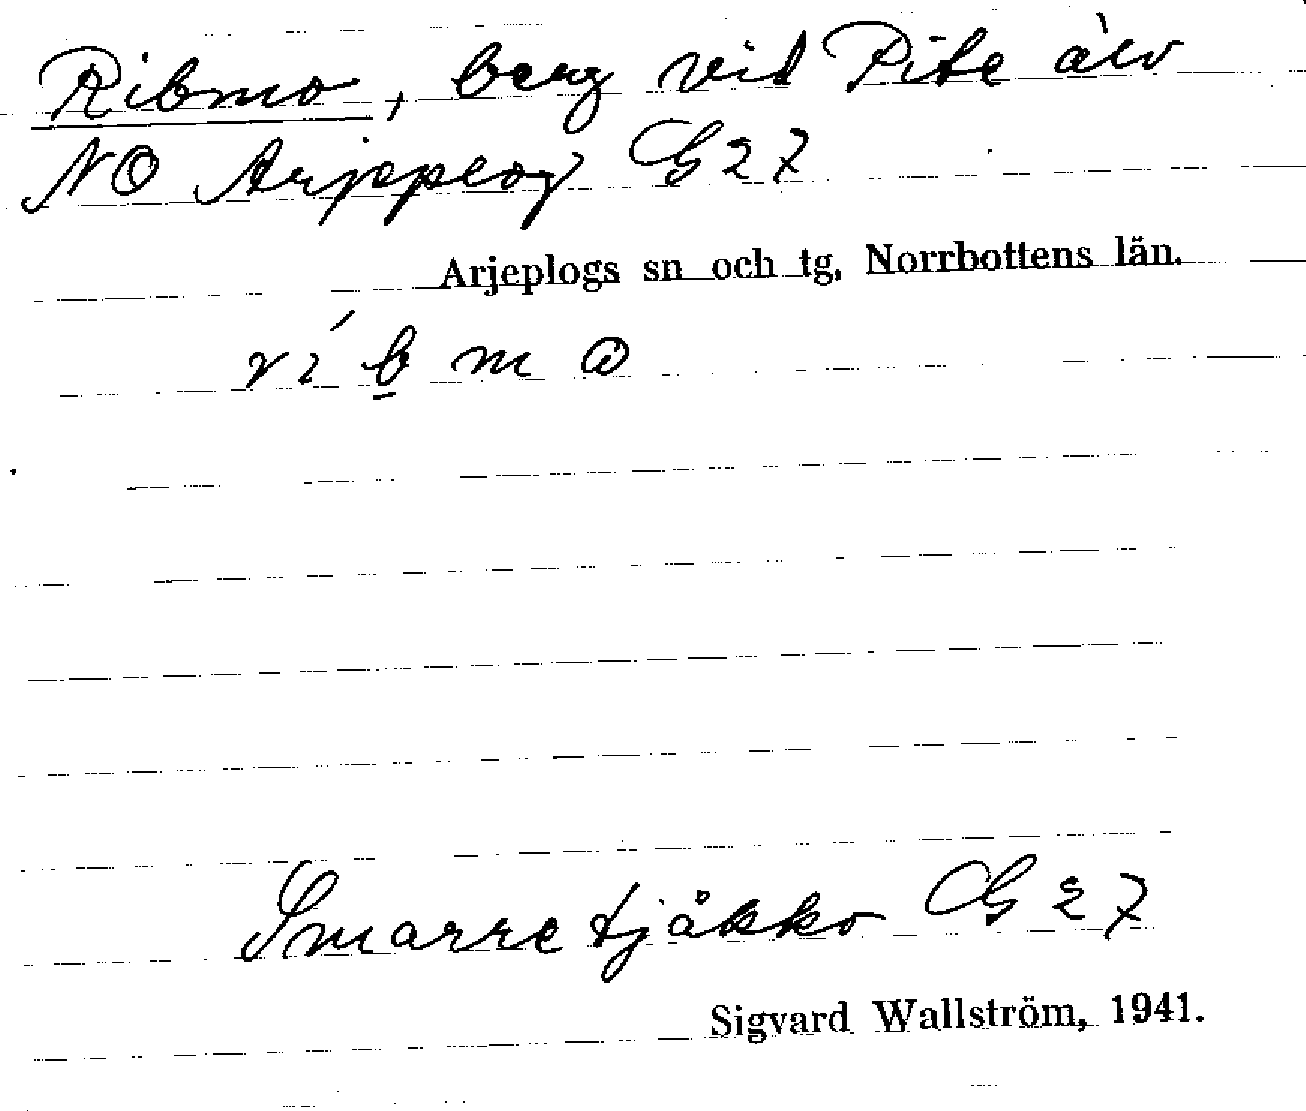 Ribmo, berg vid Pite älv
NO Arjeplog G27
Arjeplogs sn och tg, Norrbottens län.
Smarretjåkko G27
Sigvard Wallström, 1941.